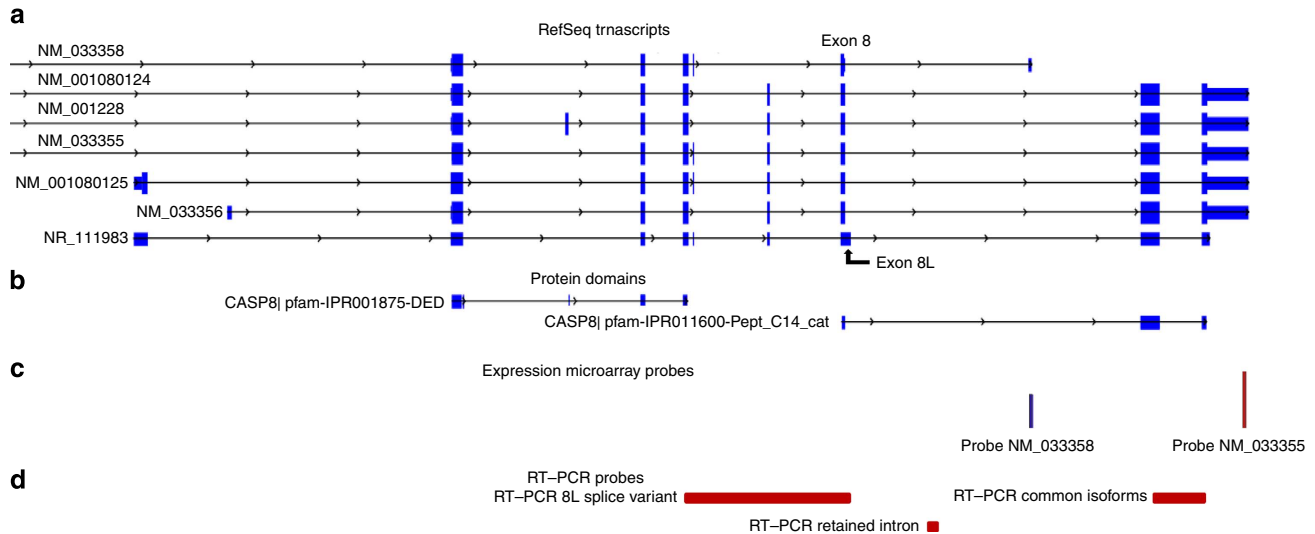 a
RefSeq trnascripts
NM_033358
Exon 8
NM_001080124
NM_001228
NM_033355
NM_001080125
NM_033356
NR_111983
Exon 8L
b
Protein domains
CASP8| pfam-IPR001875-DED
CASP8| pfam-IPR011600-Pept_C14_cat
c
Expression microarray probes
Probe NM_033358
Probe NM_033355
d
RT–PCR probes
RT–PCR 8L splice variant
RT–PCR common isoforms
RT–PCR retained intron